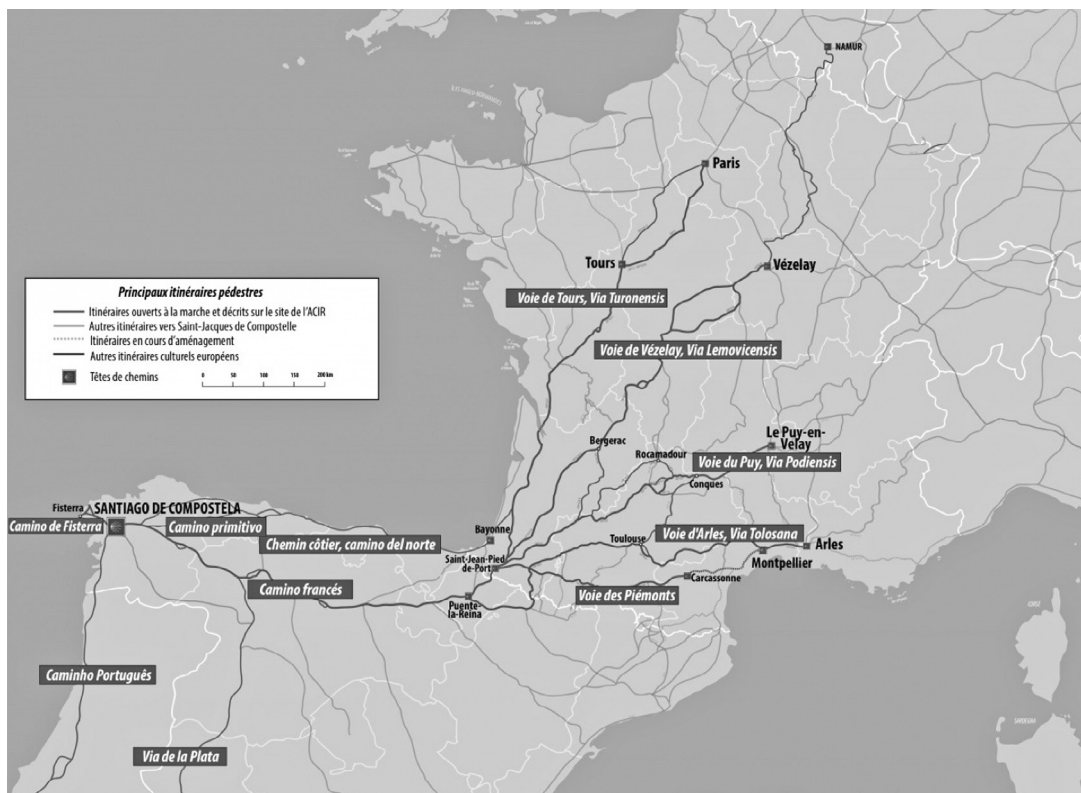 NAMUR
Paris
Tours
Vézelay
Voie de Tours, Via Turonensis
Principaux itinéraires pédestres
Itinéraires ouverts à la marche et décrits sur le site de l'ACIR
Autres itinéraires vers Saint-Jacques de Compostelle
Itinéraires en cours d'aménagement
Autres itinéraires culturels européens
Têtes de chemins
0 50 100 150 200 km
Voie de Vézelay, Via Lemovicensis
Le Puy-en-
Velay
Bergerac
Rocamadour
Voie du Puy, Via Podiensis
Conques
Fisterra
SANTIAGO DE COMPOSTELA
Camino de Fisterra
Camino primitivo
Chemin côtier, camino del norte
Bayonne
Toulouse
Voie d'Arles, Via Tolosana
Arles
Montpellier
Saint-Jean-Pied
de-Port
Carcassonne
Camino francés
Voie des Piémonts
Puente-
la-Reina
Caminho Português
Via de la Plata